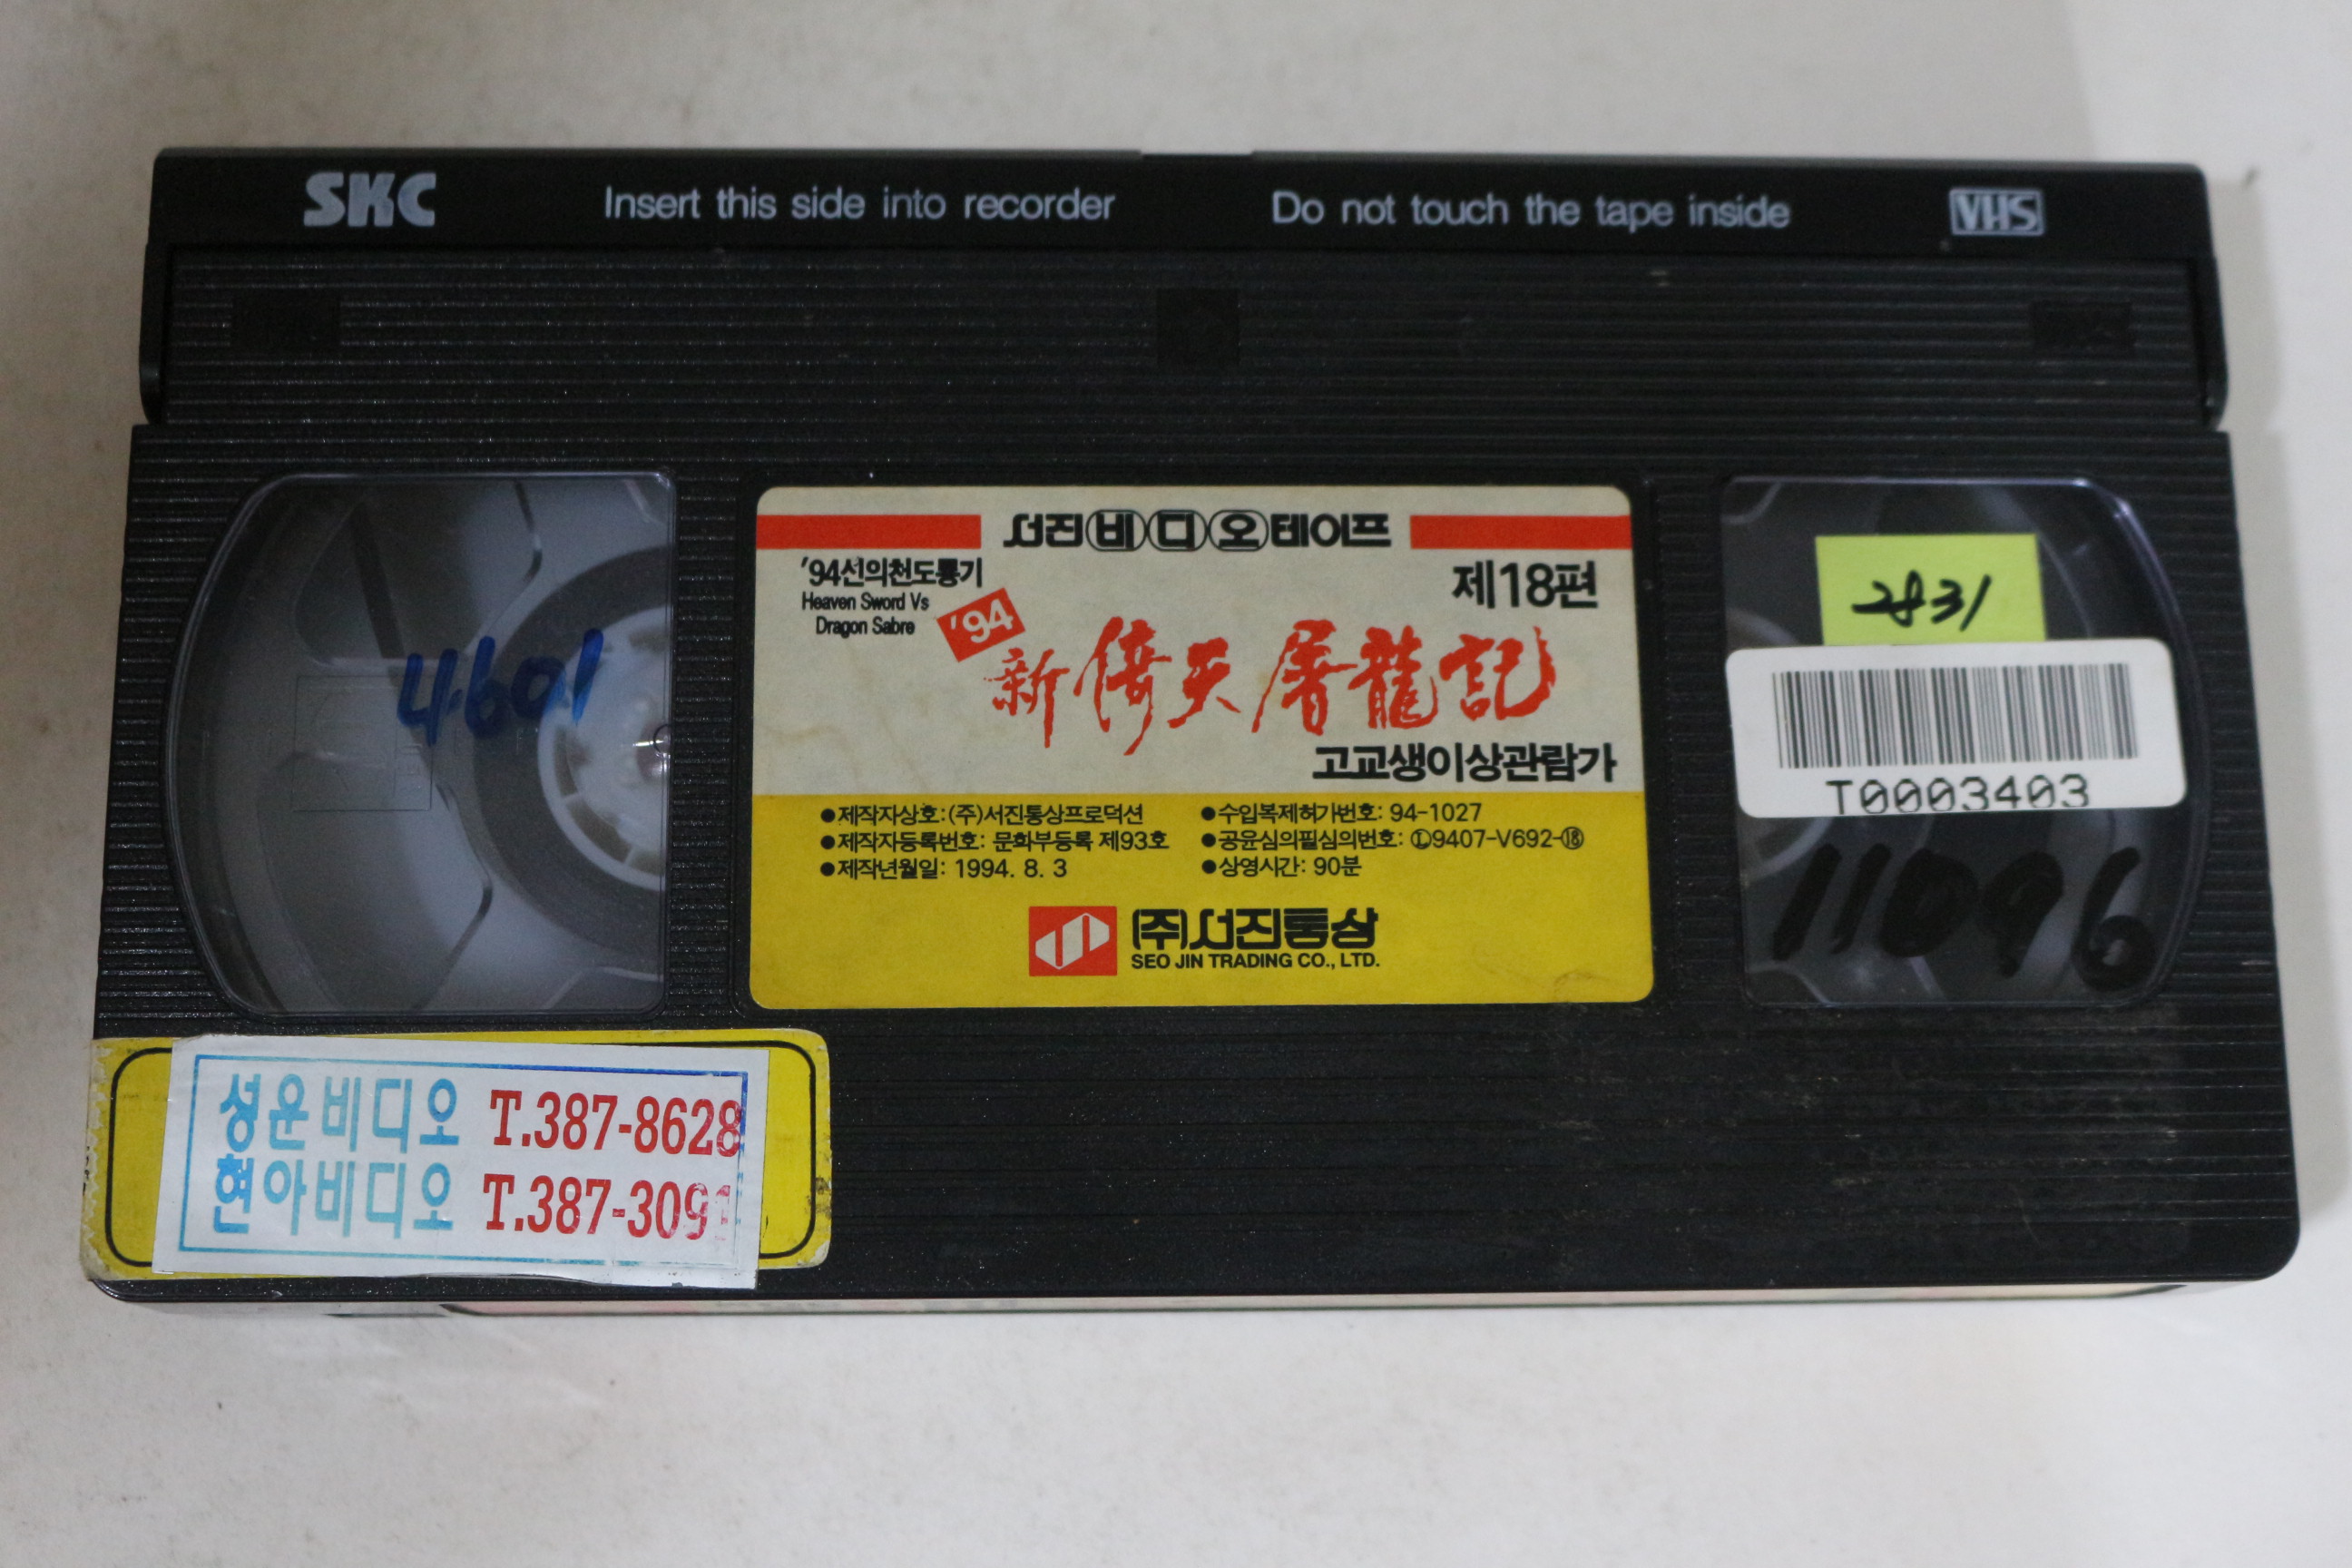 SKC
Insert this side into recorder
Do not touch the tape inside
VHS
서진비디오테이프
'94선의천도룡기
Heaven Sword Vs
Dragon Sabre
제18편
'94
新倚天屠龍記
고교생이상관람가
●제작자상호:(주)서진통상프로덕션
●제작자등록번호: 문화부등록 제93호
●제작년월일: 1994. 8. 3
●수입복제허가번호: 94-1027
●공윤심의필심의번호: Ⓛ9407-V692-⑱
●상영시간: 90분
(주)서진통상
SEO JIN TRADING CO., LTD.
4601
2831
T0003403
11096
성운비디오 T.387-8628
현아비디오 T.387-3091